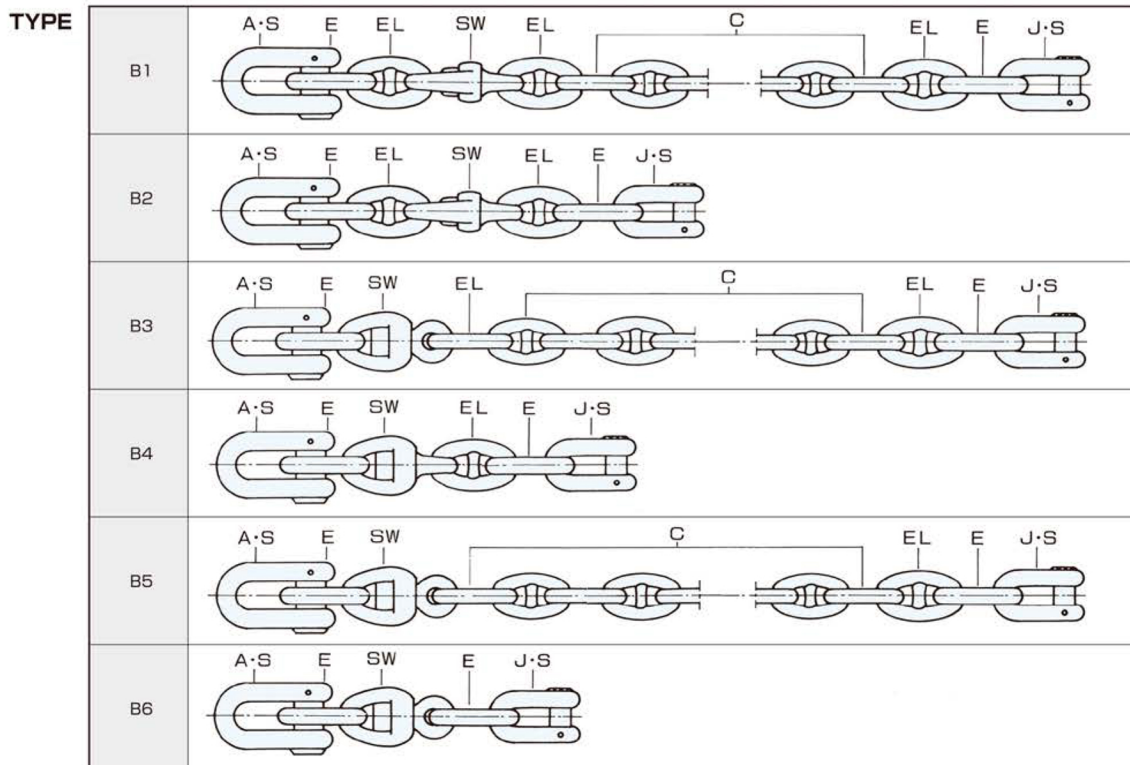 TYPE
A·S E EL SW EL C EL E J·S
B1
A·S E EL SW EL E J·S
B2
A·S E SW EL C EL E J·S
B3
A·S E SW EL E J·S
B4
A·S E SW C EL E J·S
B5
A·S E SW E J·S
B6